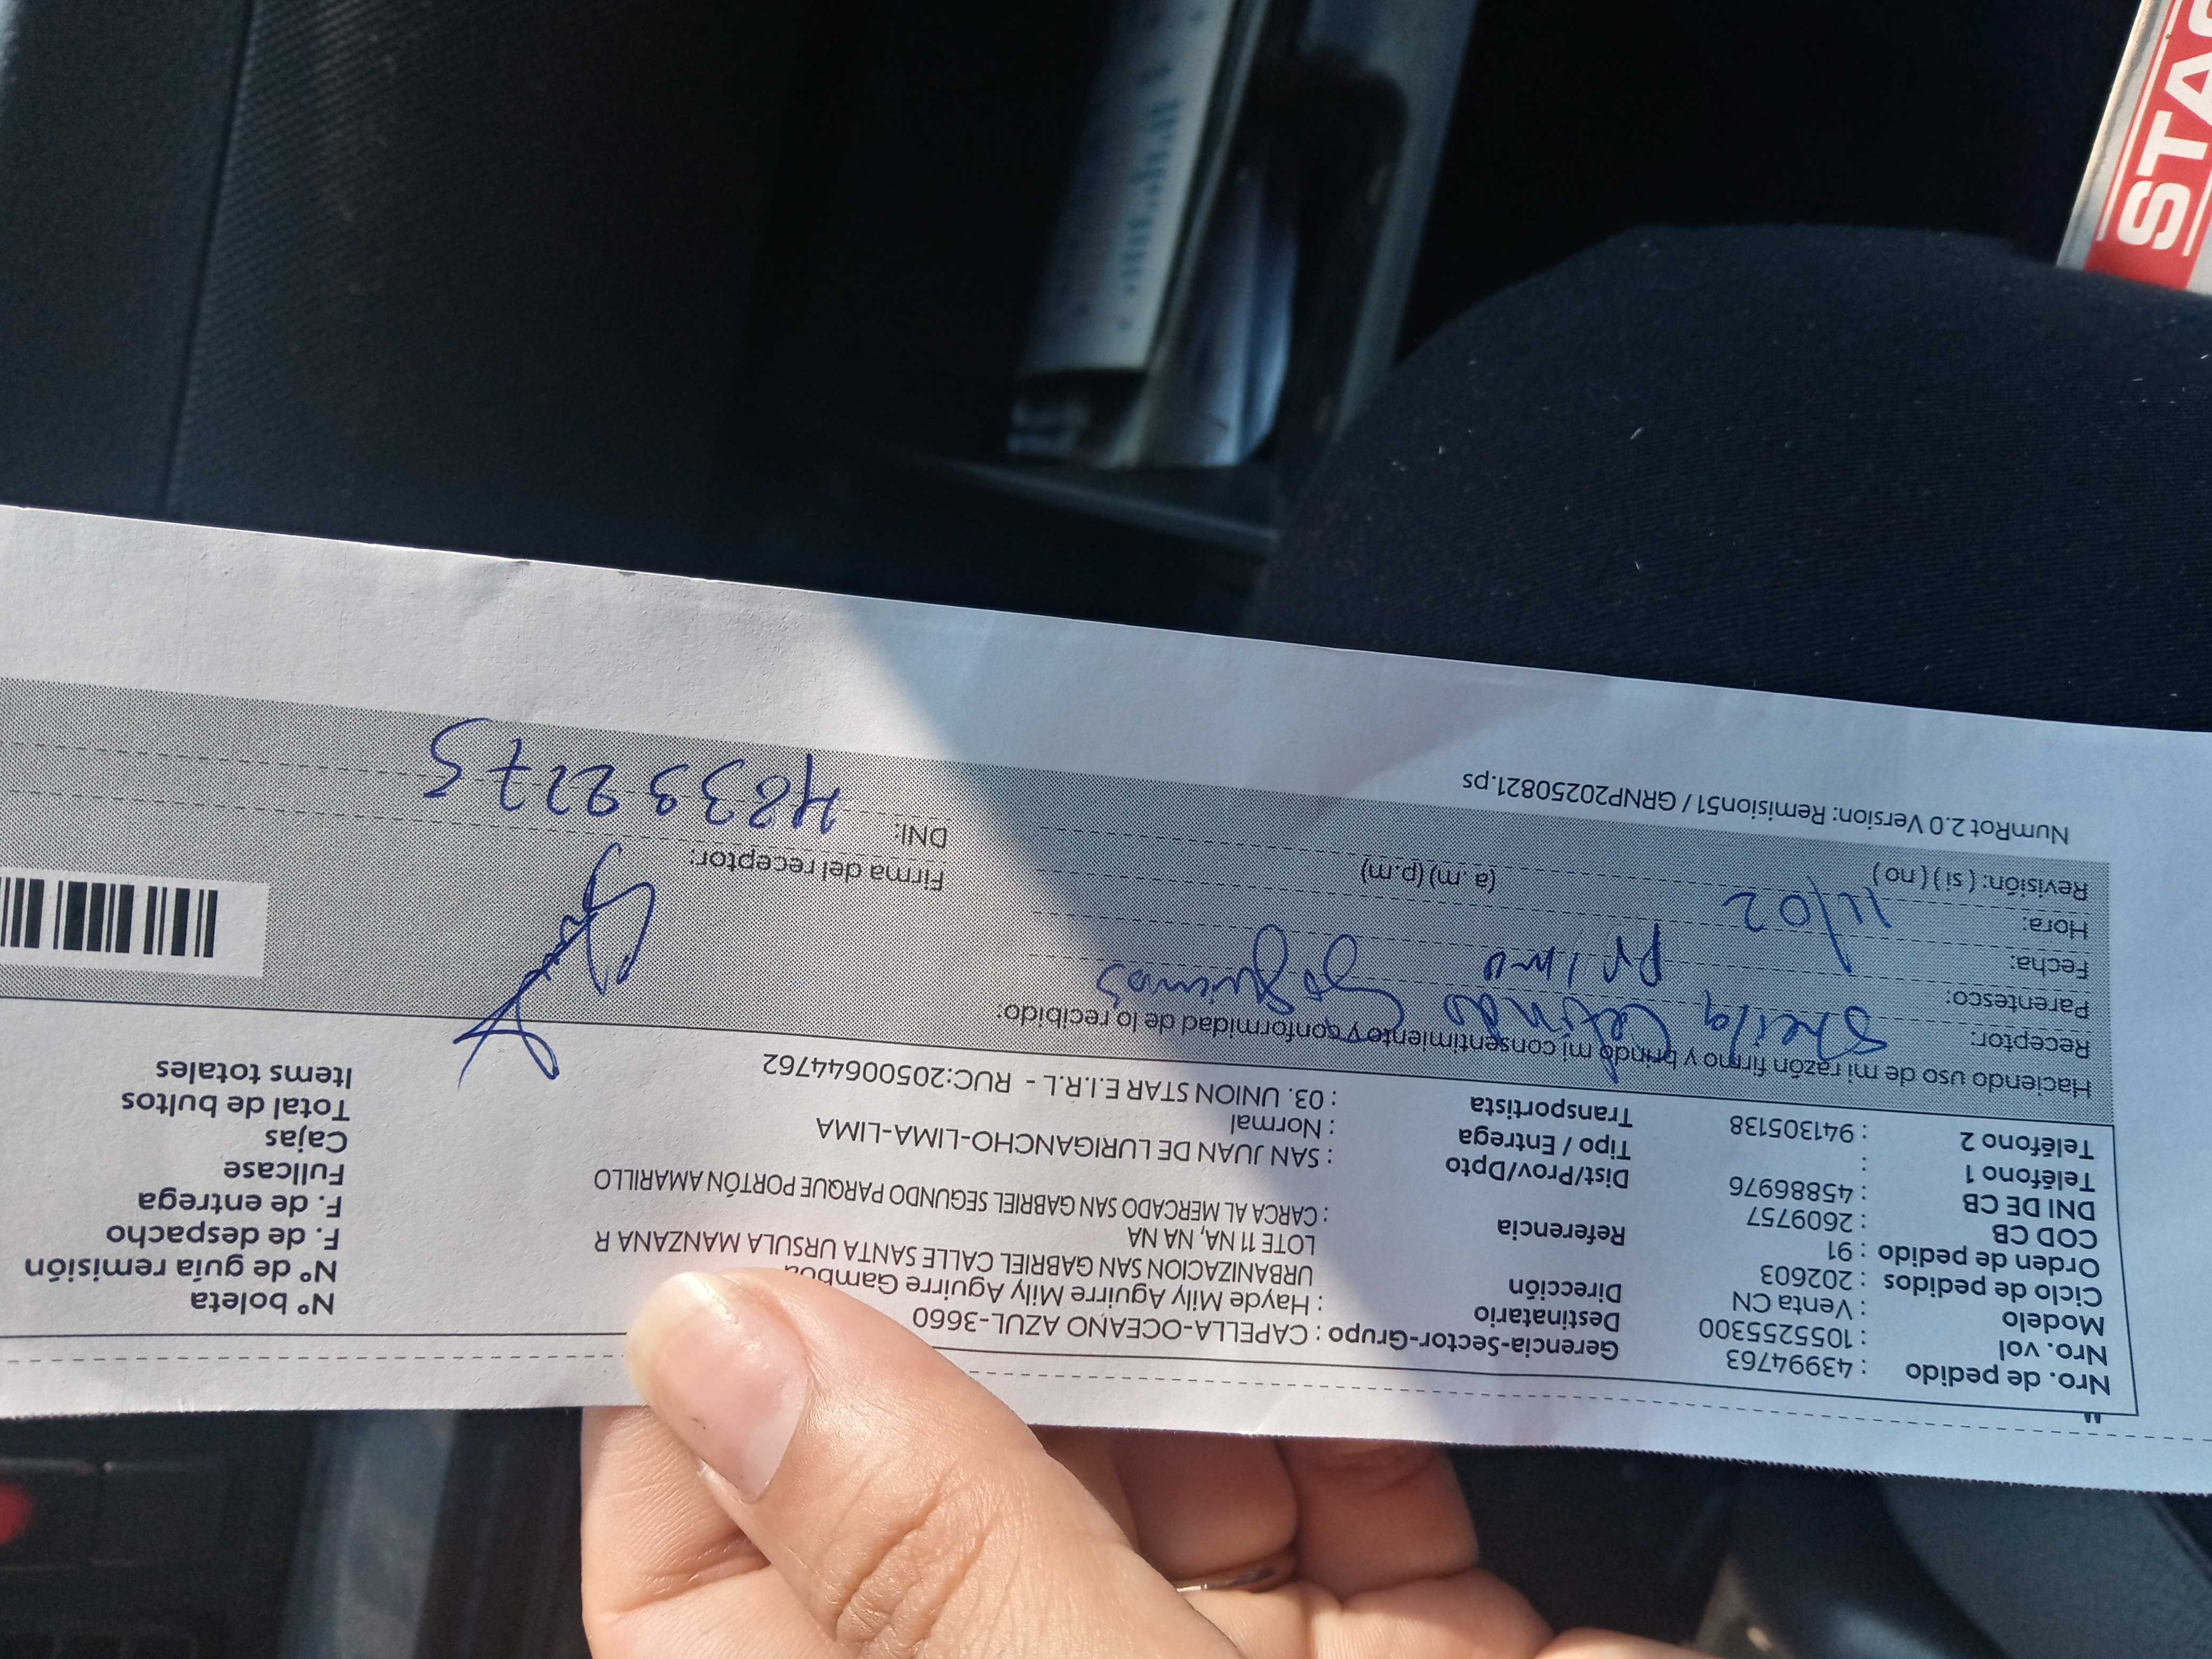 Nro. de pedido : 43994763
Nro. vol : 1055255300
Modelo : Venta CN
Ciclo de pedidos : 202603
Orden de pedido : 91
COD CB : 2609757
DNI DE CB : 45886976
Teléfono 1 :
Teléfono 2 : 941305138
Gerencia-Sector-Grupo : CAPELLA-OCEANO AZUL-3660
Destinatario : Hayde Mily Aguirre Mily Aguirre Gamboa
Dirección URBANIZACION SAN GABRIEL CALLE SANTA URSULA MANZANA R
LOTE 11 NA, NA NA
Referencia : CARCA AL MERCADO SAN GABRIEL SEGUNDO PARQUE PORTÓN AMARILLO
Dist/Prov/Dpto : SAN JUAN DE LURIGANCHO-LIMA-LIMA
Tipo / Entrega : Normal
Transportista : 03. UNION STAR E.I.R.L - RUC:20500644762
N° boleta
N° de guía remisión
F. de despacho
F. de entrega
Fullcase
Cajas
Total de bultos
Items totales
Haciendo uso de mi razón firmo y brindo mi consentimiento y conformidad de lo recibido:
Receptor: Sheila
Parentesco: Prima
Fecha: 11/02
Hora: (a.m) (p.m)
Revisión: ( si ) ( no )
Firma del receptor:
DNI: 48392275
NumRot 2.0 Version: Remision51 / GRNP20250821.ps